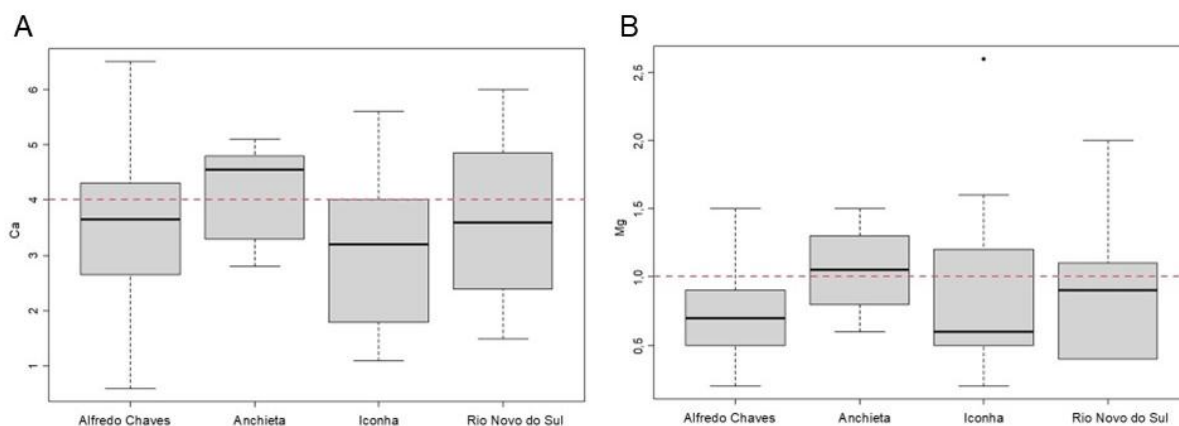 A
B
Ca
6
5
4
3
2
1
Alfredo Chaves Anchieta Iconha Rio Novo do Sul
Mg
2,5
2,0
1,5
1,0
0,5
Alfredo Chaves Anchieta Iconha Rio Novo do Sul